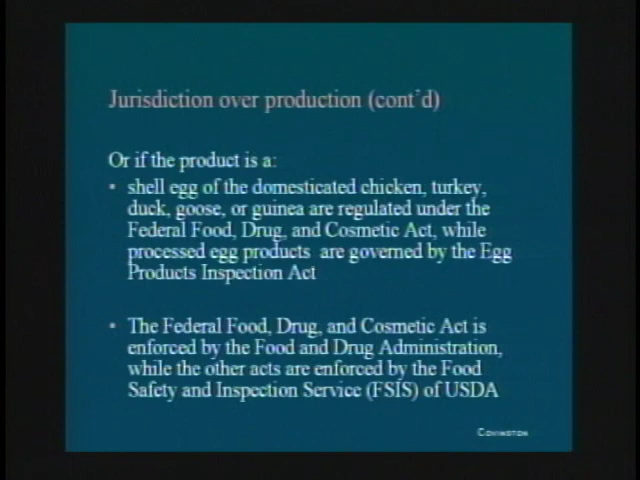 Jurisdiction over production (cont'd)
Or if the product is a:
• shell egg of the domesticated chicken, turkey,
duck, goose, or guinea are regulated under the
Federal Food, Drug, and Cosmetic Act, while
processed egg products are governed by the Egg
Products Inspection Act
• The Federal Food, Drug, and Cosmetic Act is
enforced by the Food and Drug Administration,
while the other acts are enforced by the Food
Safety and Inspection Service (FSIS) of USDA
COVINGTON